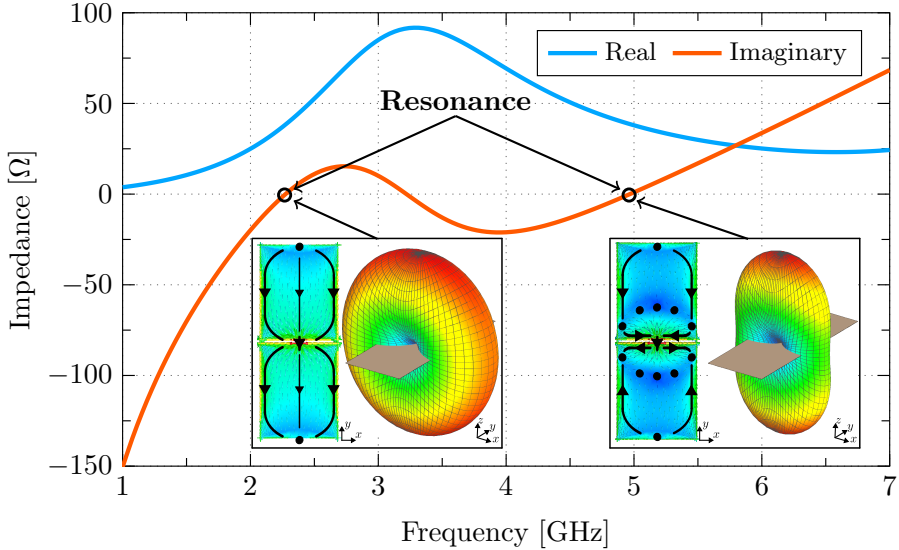 100
Real
Imaginary
Resonance
50
0
−50
−100
−150
Impedance [Ω]
y
x
z
y
x
y
x
z
y
x
1
2
3
4
5
6
7
Frequency [GHz]